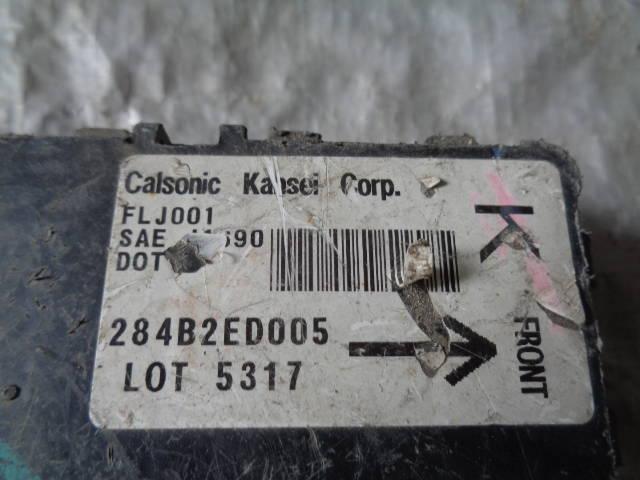 Calsonic Kansei Corp.
FLJ001
SAE
DOT
284B2ED005
LOT 5317
K
FRONT